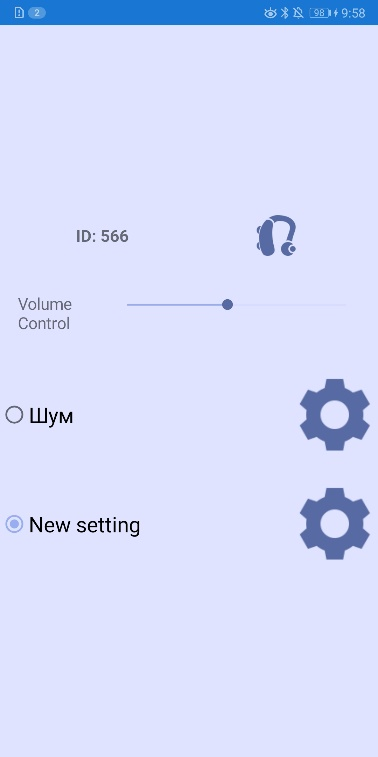 2
98 9:58
ID: 566
Volume
Control
Шум
New setting